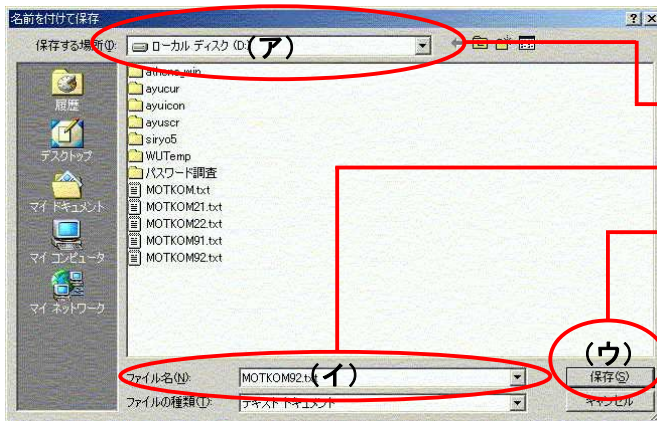 名前を付けて保存
保存する場所(I): ローカル ディスク (D:) (ア)
履歴
デスクトップ
マイ ドキュメント
マイ コンピュータ
マイ ネットワーク
athens_win
ayucur
ayuicon
ayuscr
siryo5
WUTemp
パスワード調査
MOTKOM.txt
MOTKOM21.txt
MOTKOM22.txt
MOTKOM91.txt
MOTKOM92.txt
(ウ)
ファイル名(N): MOTKOM92.txt (イ) 保存(S)
ファイルの種類(T): テキスト ドキュメント キャンセル